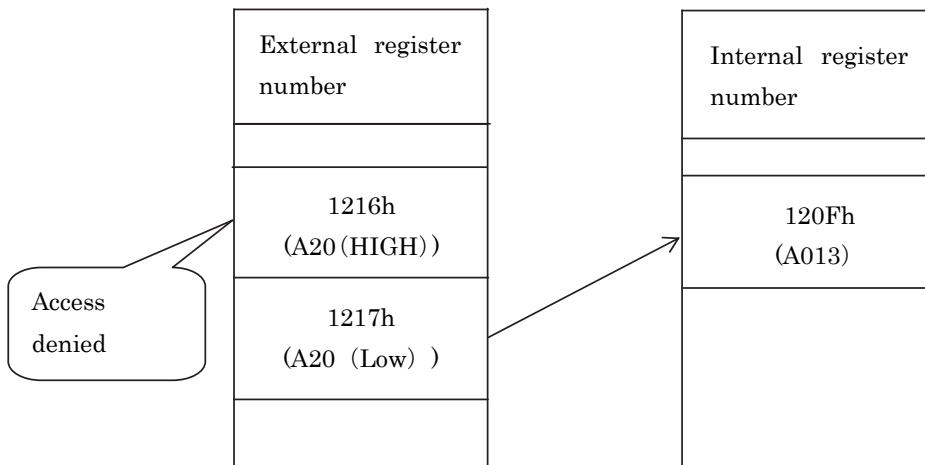 External register
number
Internal register
number
1216h
(A20(HIGH))
120Fh
(A013)
Access
denied
1217h
(A20 (Low) )